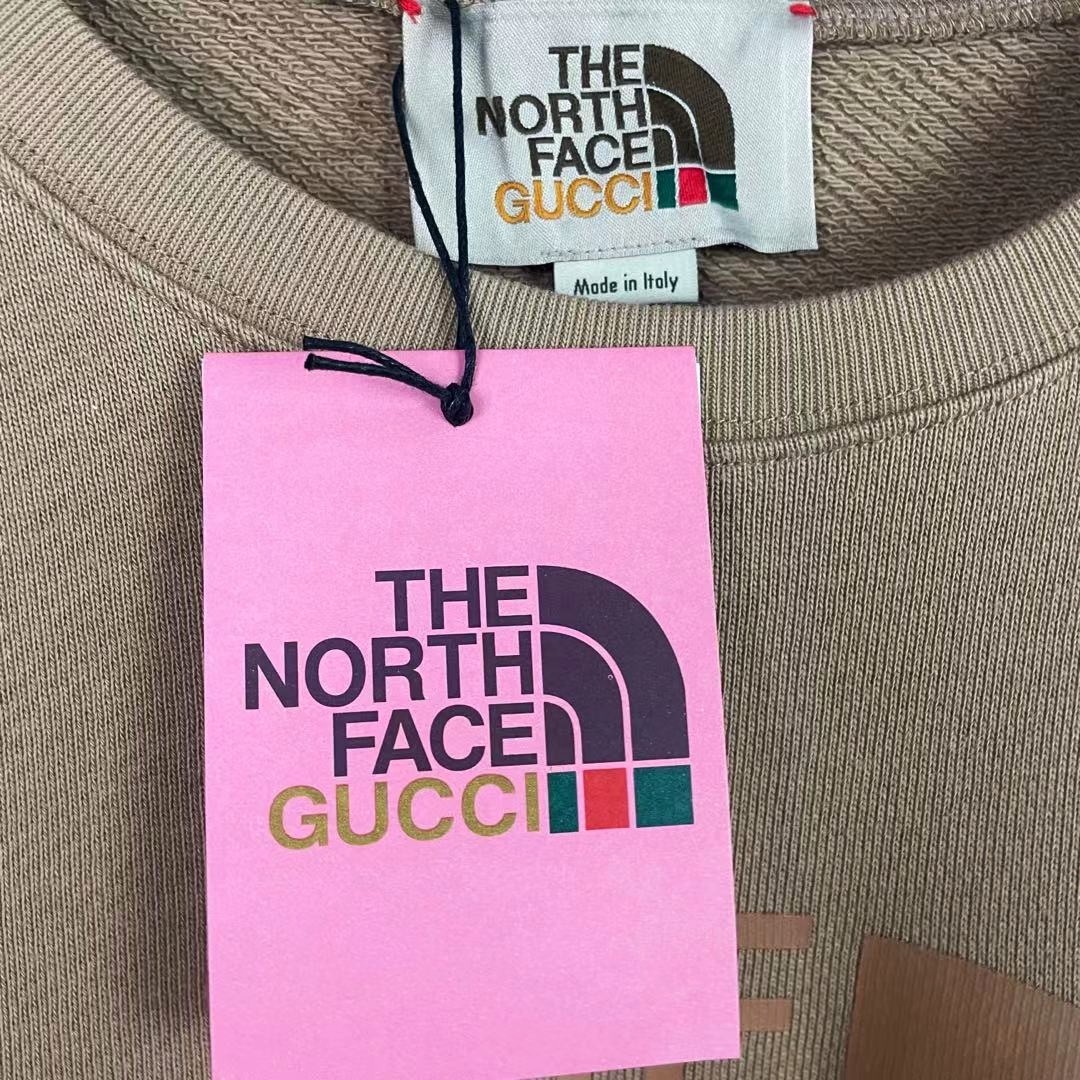 THE
NORTH
FACE
GUCCI
Made in Italy
THE
NORTH
FACE
GUCCI